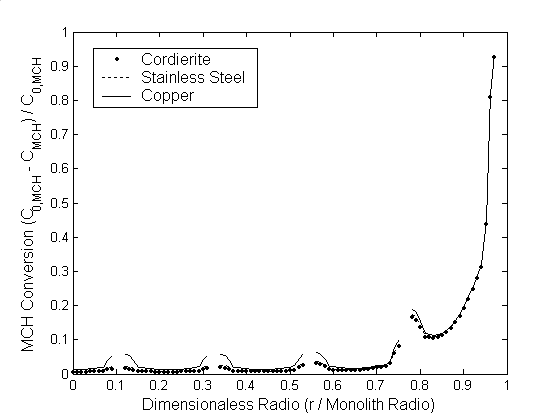 1
0.9
0.8
0.7
0.6
0.5
0.4
0.3
0.2
0.1
0
MCH Conversion (C0,MCH - CMCH) / C0,MCH
Cordierite
Stainless Steel
Copper
0 0.1 0.2 0.3 0.4 0.5 0.6 0.7 0.8 0.9 1
Dimensionaless Radio (r / Monolith Radio)